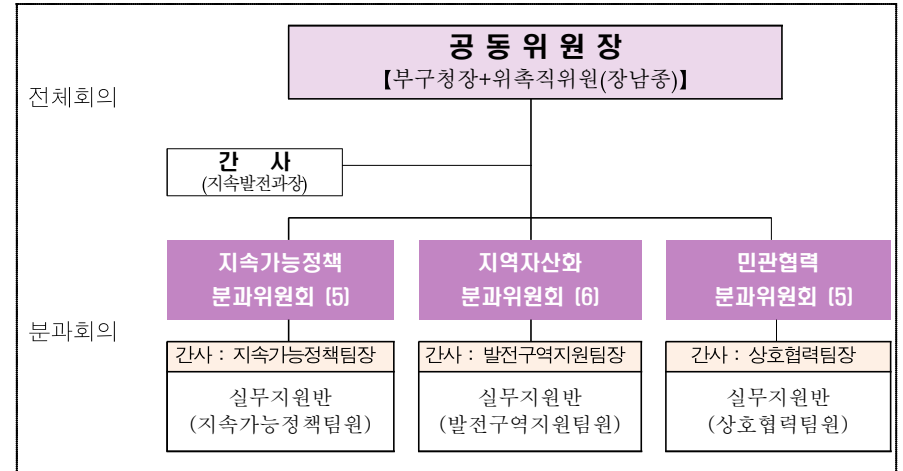 공동위원장
【부구청장+위촉직위원(장남종)】
전체회의
간 사
(지속발전과장)
지속가능정책
분과위원회 (5)
지역자산화
분과위원회 (6)
민관협력
분과위원회 (5)
분과회의
간사 : 지속가능정책팀장
실무지원반
(지속가능정책팀원)
간사 : 발전구역지원팀장
실무지원반
(발전구역지원팀원)
간사 : 상호협력팀장
실무지원반
(상호협력팀원)